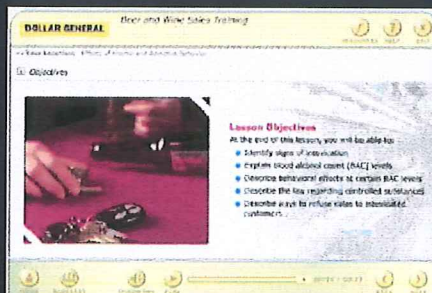 DOLLAR GENERAL
Beer and Wine Sales Training
HELP
EXIT
Objectives
Lesson Objectives
At the end of this lesson, you will be able to:
Identify signs of intoxication
Explain blood alcohol count (BAC) levels
Describe behavioral effects at certain BAC levels
Describe the law regarding controlled substances
Describe ways to refuse sales to intoxicated
customers